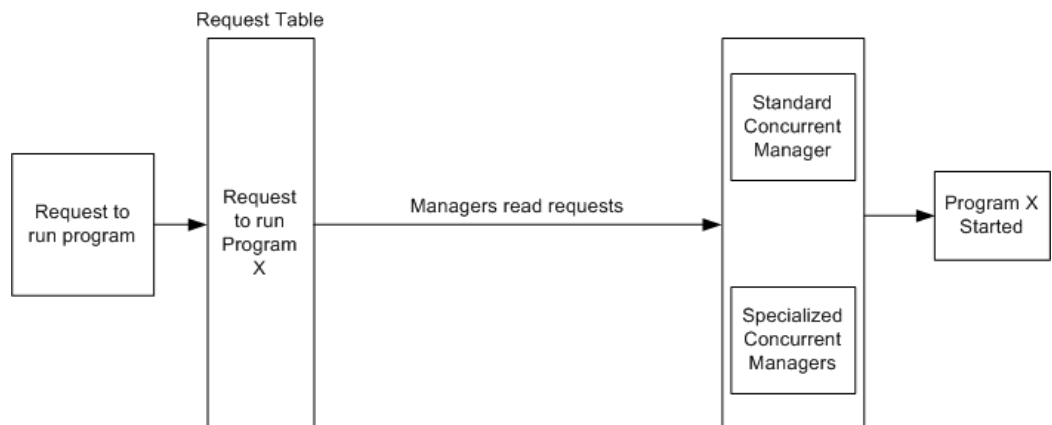 Request Table
Request to
run program
Request
to run
Program
X
Managers read requests
Standard
Concurrent
Manager
Specialized
Concurrent
Managers
Program X
Started